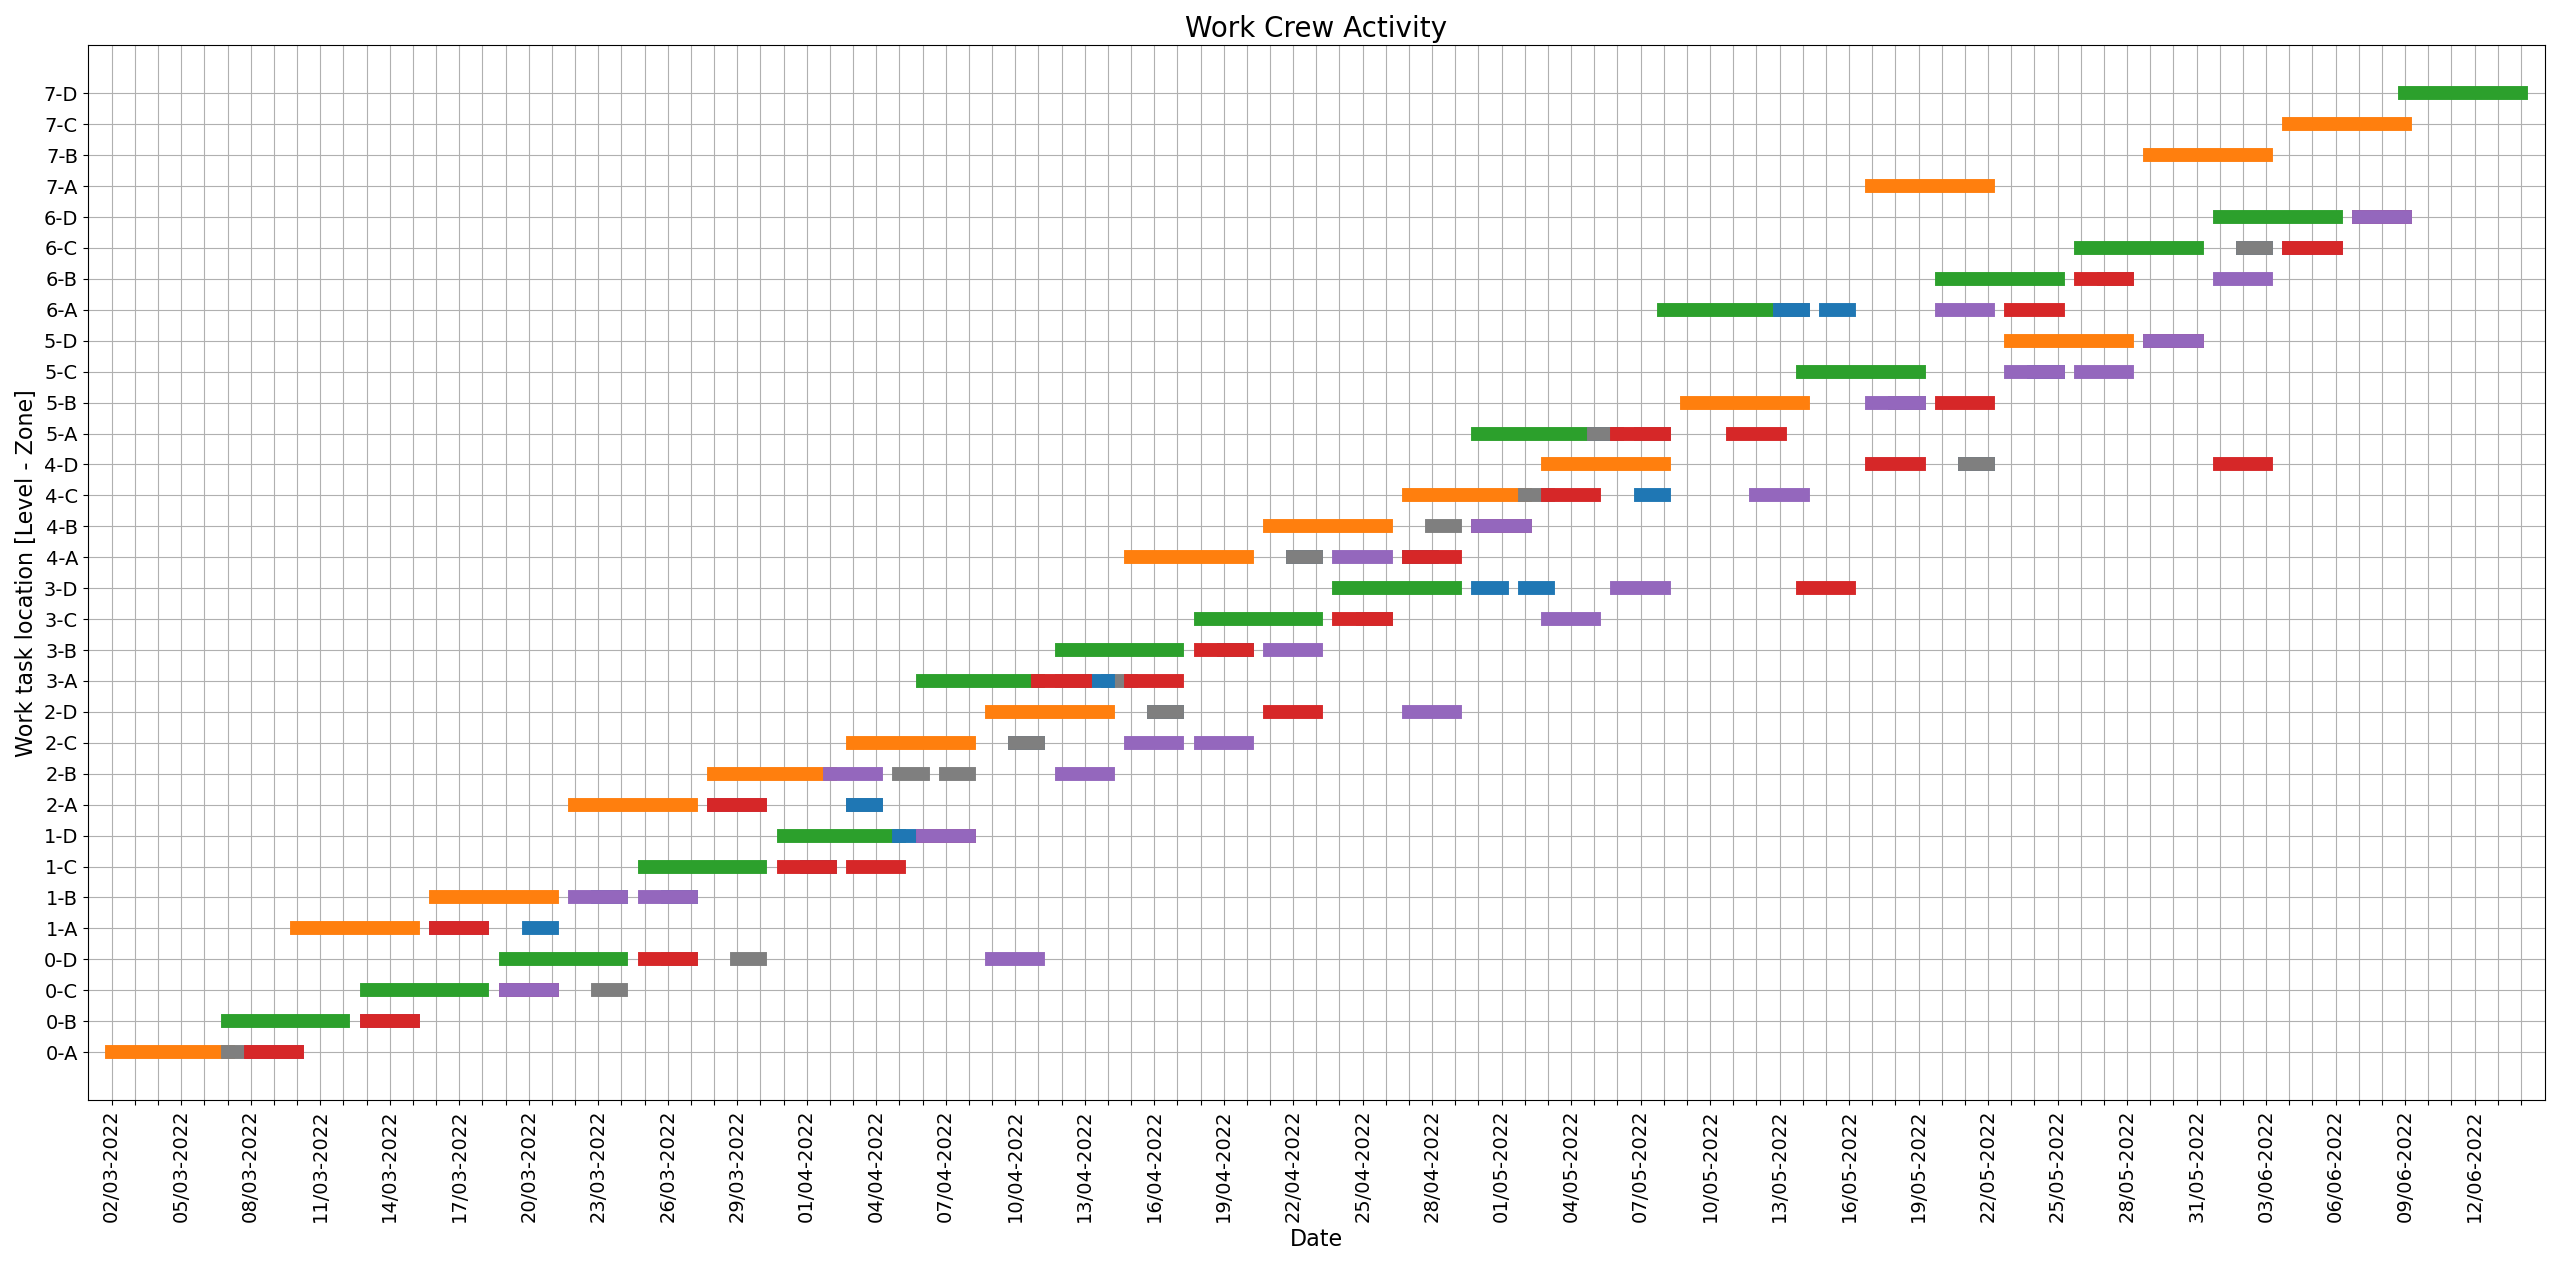 Work Crew Activity
Work task location [Level - Zone]
7-D
7-C
7-B
7-A
6-D
6-C
6-B
6-A
5-D
5-C
5-B
5-A
4-D
4-C
4-B
4-A
3-D
3-C
3-B
3-A
2-D
2-C
2-B
2-A
1-D
1-C
1-B
1-A
0-D
0-C
0-B
0-A
02/03-2022
05/03-2022
08/03-2022
11/03-2022
14/03-2022
17/03-2022
20/03-2022
23/03-2022
26/03-2022
29/03-2022
01/04-2022
04/04-2022
07/04-2022
10/04-2022
13/04-2022
16/04-2022
19/04-2022
22/04-2022
25/04-2022
28/04-2022
01/05-2022
04/05-2022
07/05-2022
10/05-2022
13/05-2022
16/05-2022
19/05-2022
22/05-2022
25/05-2022
28/05-2022
31/05-2022
03/06-2022
06/06-2022
09/06-2022
12/06-2022
Date